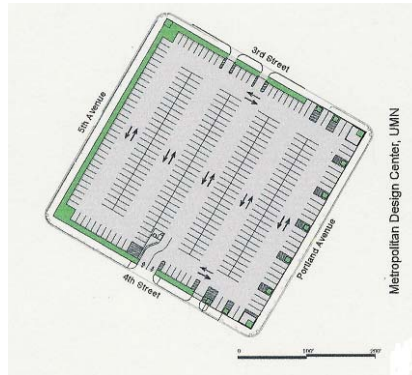 3rd Street
5th Avenue
Portland Avenue
4th Street
Metropolitan Design Center, UMN
0 100' 200'